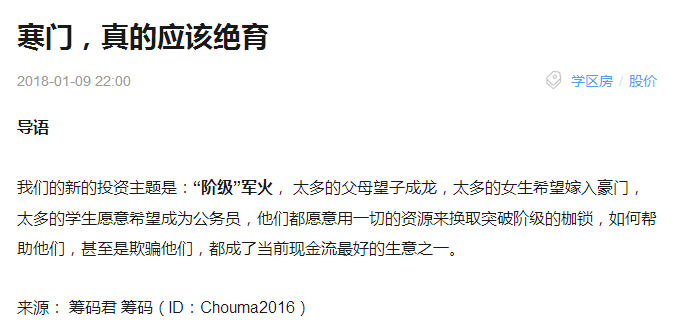 寒门，真的应该绝育
2018-01-09 22:00 学区房 / 股价
导语
我们的新的投资主题是：“阶级”军火 ，太多的父母望子成龙，太多的女生希望嫁入豪门，
太多的学生愿意希望成为公务员，他们都愿意用一切的资源来换取突破阶级的枷锁，如何帮
助他们，甚至是欺骗他们，都成了当前现金流最好的生意之一。
来源： 筹码君 筹码（ID：Chouma2016）